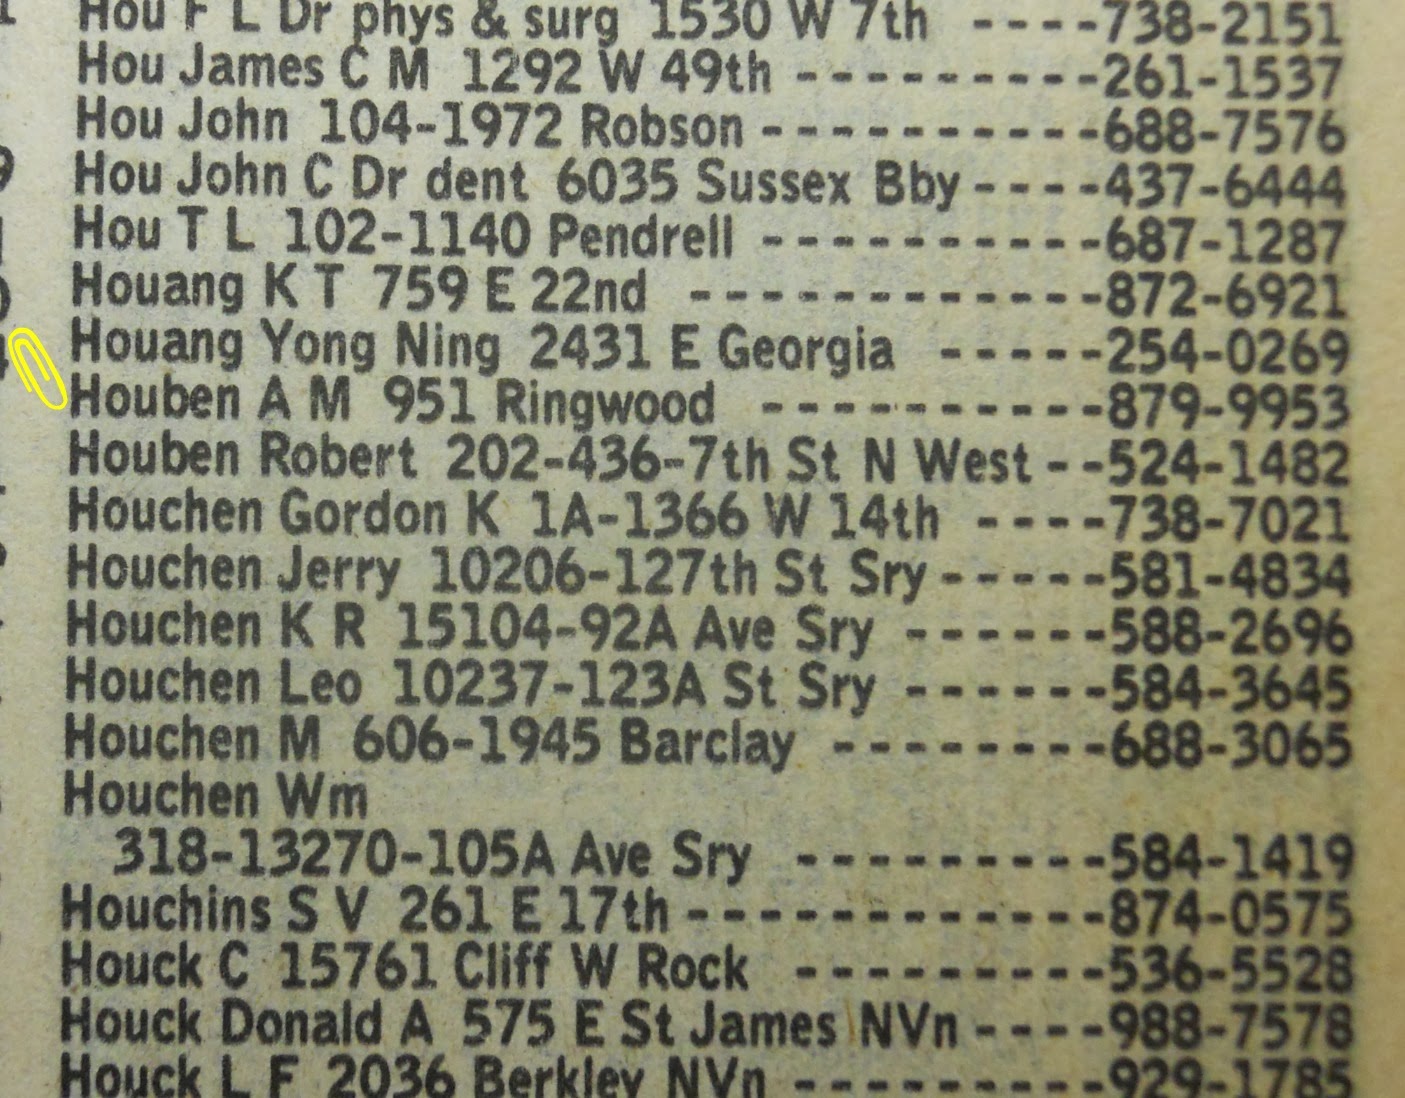 Hou F L Dr phys & surg 1530 W 7th ----738-2151
Hou James C M 1292 W 49th ---------261-1537
Hou John 104-1972 Robson -----------688-7576
Hou John C Dr dent 6035 Sussex Bby ----437-6444
Hou T L 102-1140 Pendrell -----------687-1287
Houang K T 759 E 22nd -------------872-6921
Houang Yong Ning 2431 E Georgia -----254-0269
Houben A M 951 Ringwood -----------879-9953
Houben Robert 202-436-7th St N West --524-1482
Houchen Gordon K 1A-1366 W 14th ----738-7021
Houchen Jerry 10206-127th St Sry ------581-4834
Houchen K R 15104-92A Ave Sry ------588-2696
Houchen Leo 10237-123A St Sry ------584-3645
Houchen M 606-1945 Barclay ---------688-3065
Houchen Wm
318-13270-105A Ave Sry ----------584-1419
Houchins S V 261 E 17th -------------874-0575
Houck C 15761 Cliff W Rock ----------536-5528
Houck Donald A 575 E St James NVn ----988-7578
Houck L F 2036 Berkley NVn ----------929-1785